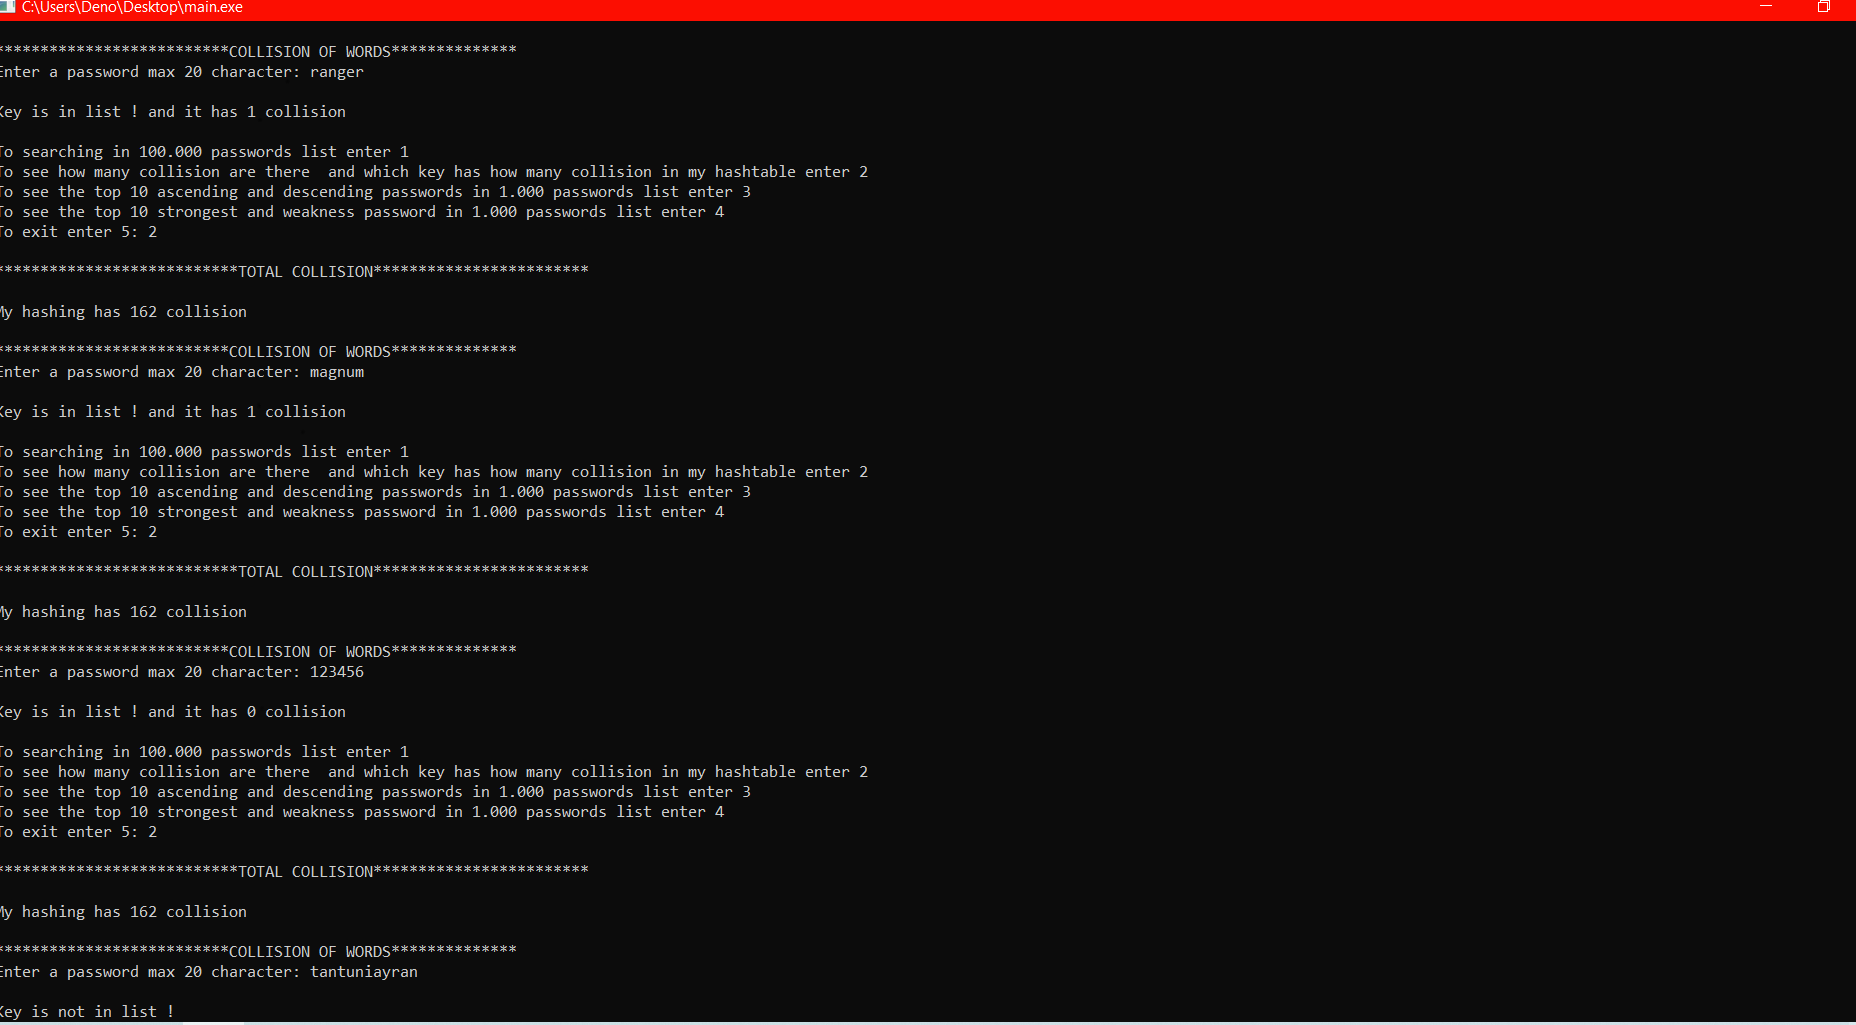 C:\Users\Deno\Desktop\main.exe
**************************COLLISION OF WORDS**************
Enter a password max 20 character: ranger
Key is in list ! and it has 1 collision
To searching in 100.000 passwords list enter 1
To see how many collision are there  and which key has how many collision in my hashtable enter 2
To see the top 10 ascending and descending passwords in 1.000 passwords list enter 3
To see the top 10 strongest and weakness password in 1.000 passwords list enter 4
To exit enter 5: 2
***************************TOTAL COLLISION************************
My hashing has 162 collision
**************************COLLISION OF WORDS**************
Enter a password max 20 character: magnum
Key is in list ! and it has 1 collision
To searching in 100.000 passwords list enter 1
To see how many collision are there  and which key has how many collision in my hashtable enter 2
To see the top 10 ascending and descending passwords in 1.000 passwords list enter 3
To see the top 10 strongest and weakness password in 1.000 passwords list enter 4
To exit enter 5: 2
***************************TOTAL COLLISION************************
My hashing has 162 collision
**************************COLLISION OF WORDS**************
Enter a password max 20 character: 123456
Key is in list ! and it has 0 collision
To searching in 100.000 passwords list enter 1
To see how many collision are there  and which key has how many collision in my hashtable enter 2
To see the top 10 ascending and descending passwords in 1.000 passwords list enter 3
To see the top 10 strongest and weakness password in 1.000 passwords list enter 4
To exit enter 5: 2
***************************TOTAL COLLISION************************
My hashing has 162 collision
**************************COLLISION OF WORDS**************
Enter a password max 20 character: tantuniayran
Key is not in list !